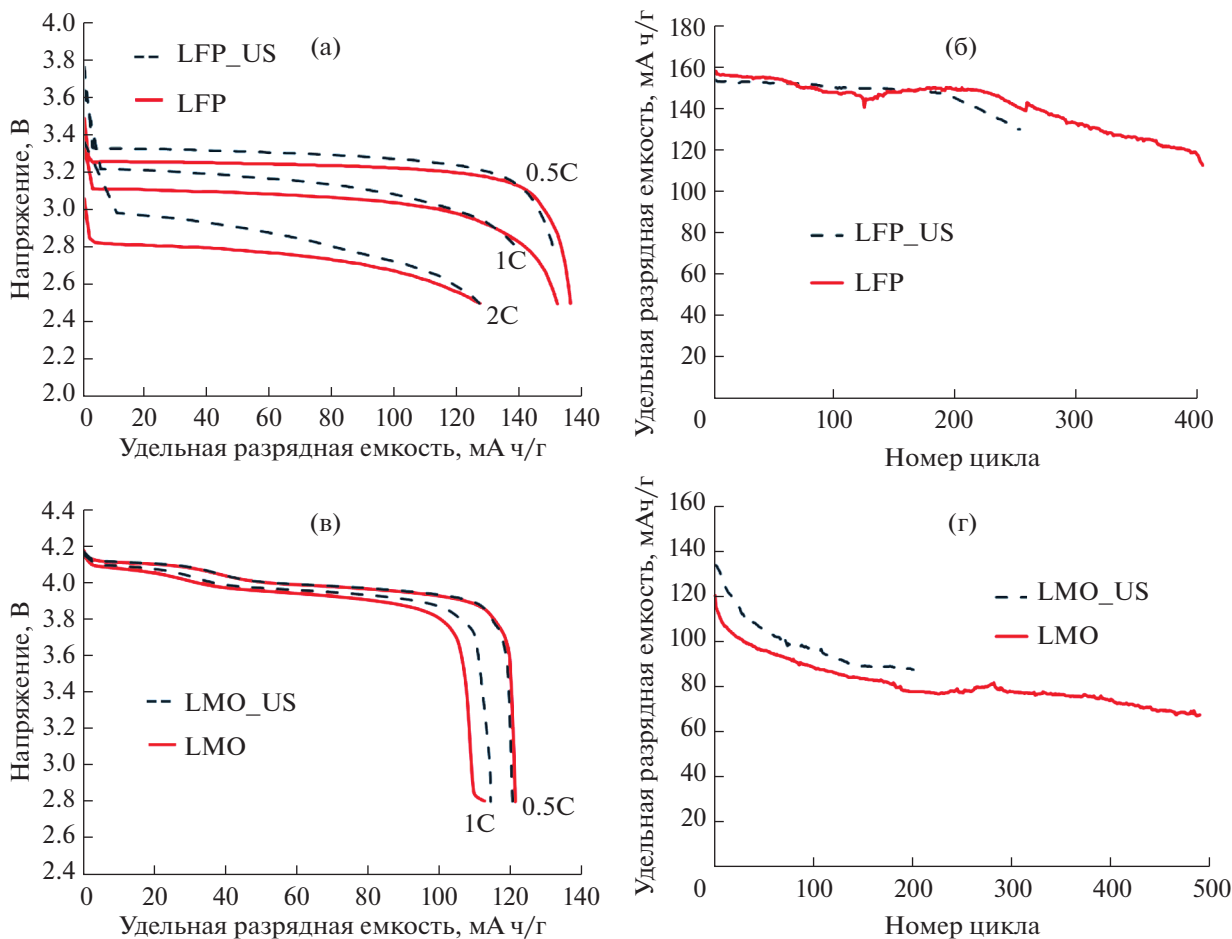 (а)
LFP_US
LFP
4.0
3.8
3.6
3.4
3.2
3.0
2.8
2.6
2.4
2.2
2.0
Напряжение, В
0.5C
1C
2C
0 20 40 60 80 100 120 140 140
Удельная разрядная емкость, мА ч/г
(б)
180
160
140
120
100
80
60
40
20
Удельная разрядная емкость, мА ч/г
LFP_US
LFP
0 100 200 300 400
Номер цикла
(в)
4.4
4.2
4.0
3.8
3.6
3.4
3.2
3.0
2.8
2.6
2.4
Напряжение, В
LMO_US
LMO
1C
0.5C
0 20 40 60 80 100 120 140
Удельная разрядная емкость, мА ч/г
(г)
160
140
120
100
80
60
40
20
Удельная разрядная емкость, мАч/г
LMO_US
LMO
0 100 200 300 400 500
Номер цикла